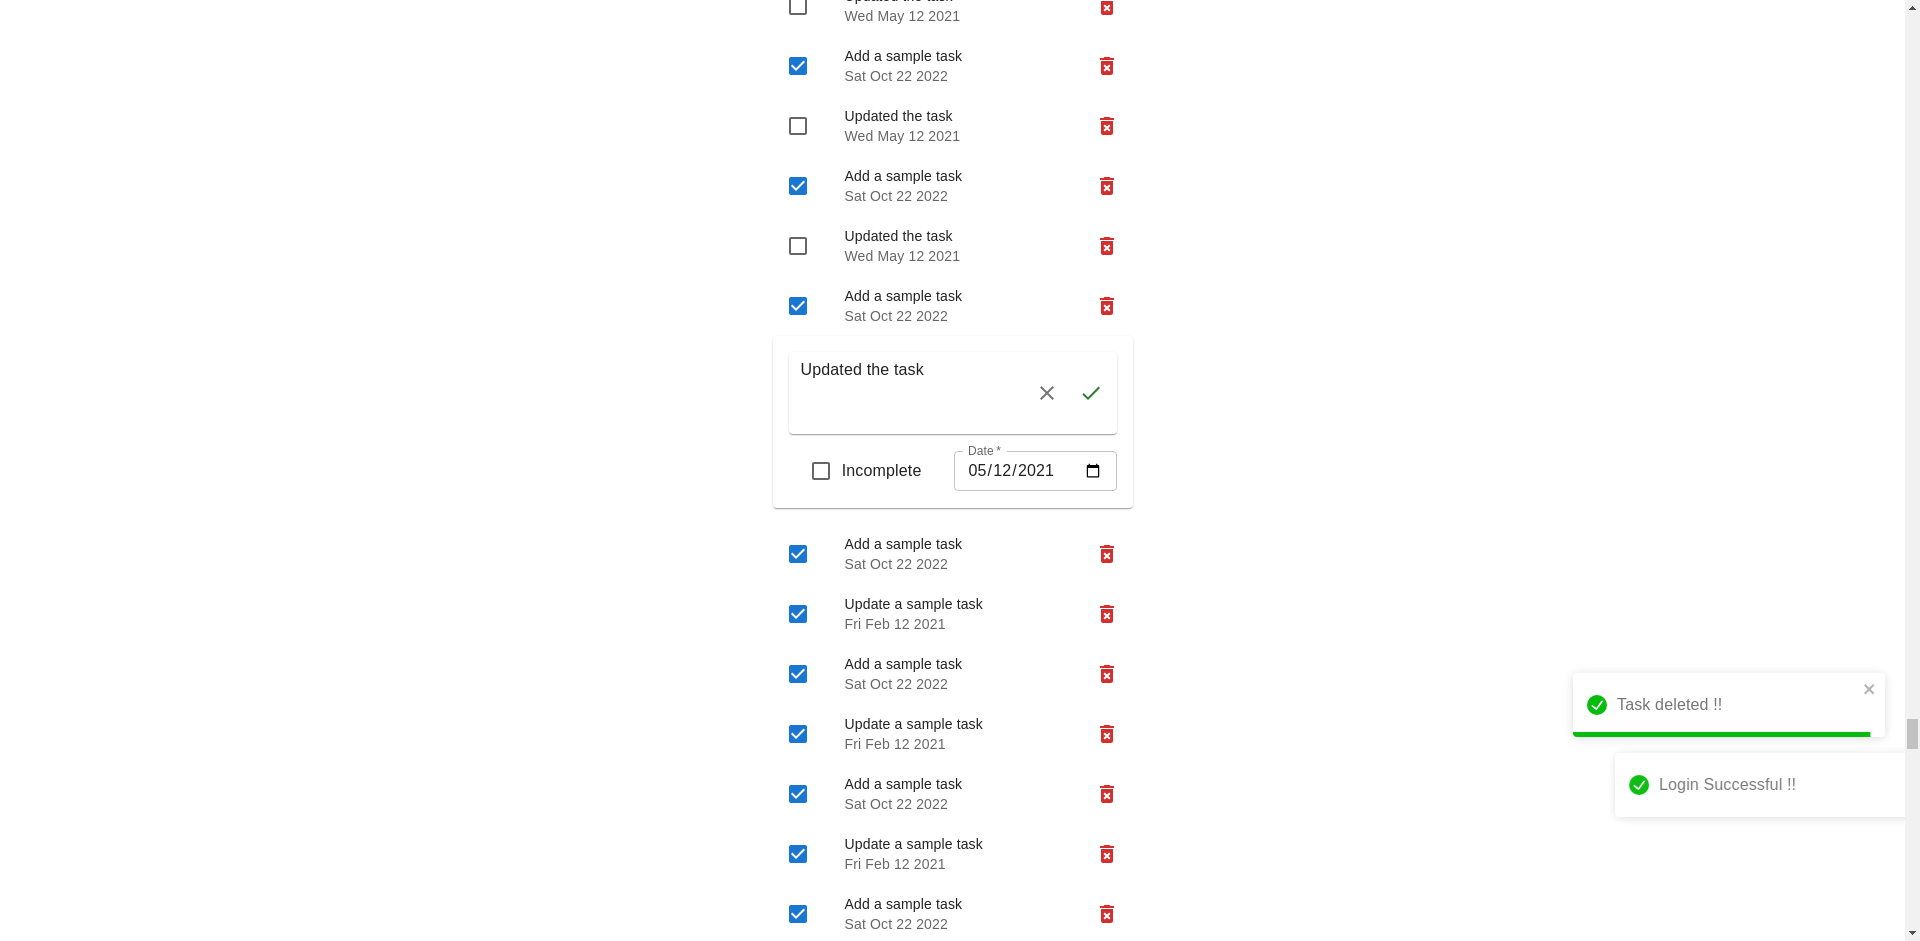 Updated the task
Wed May 12 2021
Add a sample task
Sat Oct 22 2022
Updated the task
Wed May 12 2021
Add a sample task
Sat Oct 22 2022
Updated the task
Wed May 12 2021
Add a sample task
Sat Oct 22 2022
Updated the task
Date *
Incomplete
05/12/2021
Add a sample task
Sat Oct 22 2022
Update a sample task
Fri Feb 12 2021
Add a sample task
Sat Oct 22 2022
Update a sample task
Fri Feb 12 2021
Add a sample task
Sat Oct 22 2022
Update a sample task
Fri Feb 12 2021
Add a sample task
Sat Oct 22 2022
Task deleted !!
Login Successful !!